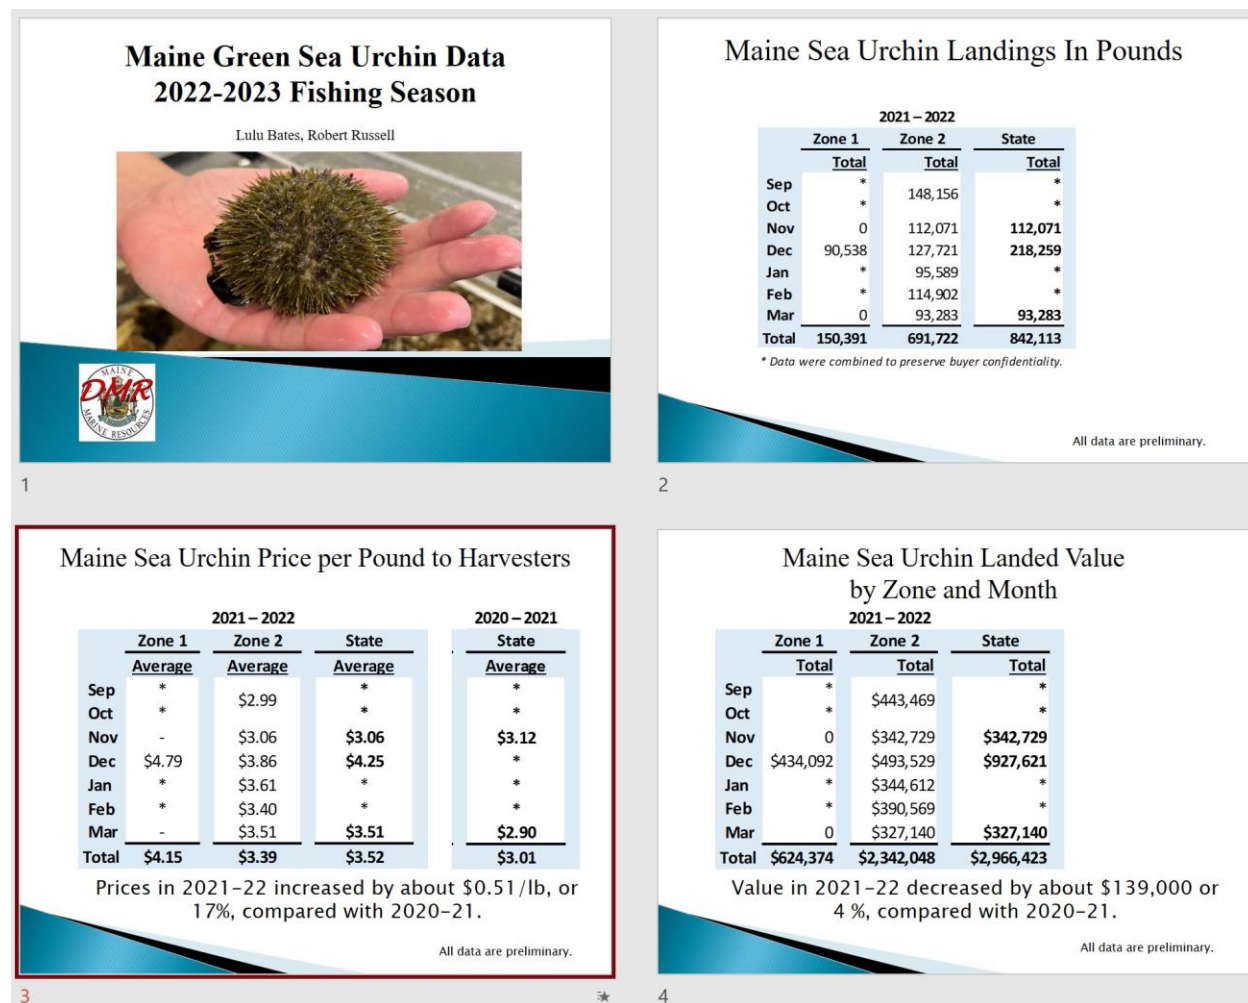 Maine Green Sea Urchin Data
2022-2023 Fishing Season
Lulu Bates, Robert Russell
MAINE
DMR
MARINE RESOURCES
1
Maine Sea Urchin Landings In Pounds
2021 – 2022
Zone 1 Zone 2 State
Total Total Total
Sep * *
148,156
Oct * *
Nov 0 112,071 112,071
Dec 90,538 127,721 218,259
Jan * 95,589 *
Feb * 114,902 *
Mar 0 93,283 93,283
Total 150,391 691,722 842,113
* Data were combined to preserve buyer confidentiality.
All data are preliminary.
2
Maine Sea Urchin Price per Pound to Harvesters
2021 – 2022 2020 – 2021
Zone 1 Zone 2 State State
Average Average Average Average
Sep * * *
$2.99
Oct * * *
Nov - $3.06 $3.06 $3.12
Dec $4.79 $3.86 $4.25 *
Jan * $3.61 * *
Feb * $3.40 * *
Mar - $3.51 $3.51 $2.90
Total $4.15 $3.39 $3.52 $3.01
Prices in 2021-22 increased by about $0.51/lb, or
17%, compared with 2020-21.
All data are preliminary.
3
Maine Sea Urchin Landed Value
by Zone and Month
2021 – 2022
Zone 1 Zone 2 State
Total Total Total
Sep * *
$443,469
Oct * *
Nov 0 $342,729 $342,729
Dec $434,092 $493,529 $927,621
Jan * $344,612 *
Feb * $390,569 *
Mar 0 $327,140 $327,140
Total $624,374 $2,342,048 $2,966,423
Value in 2021-22 decreased by about $139,000 or
4 %, compared with 2020-21.
All data are preliminary.
4